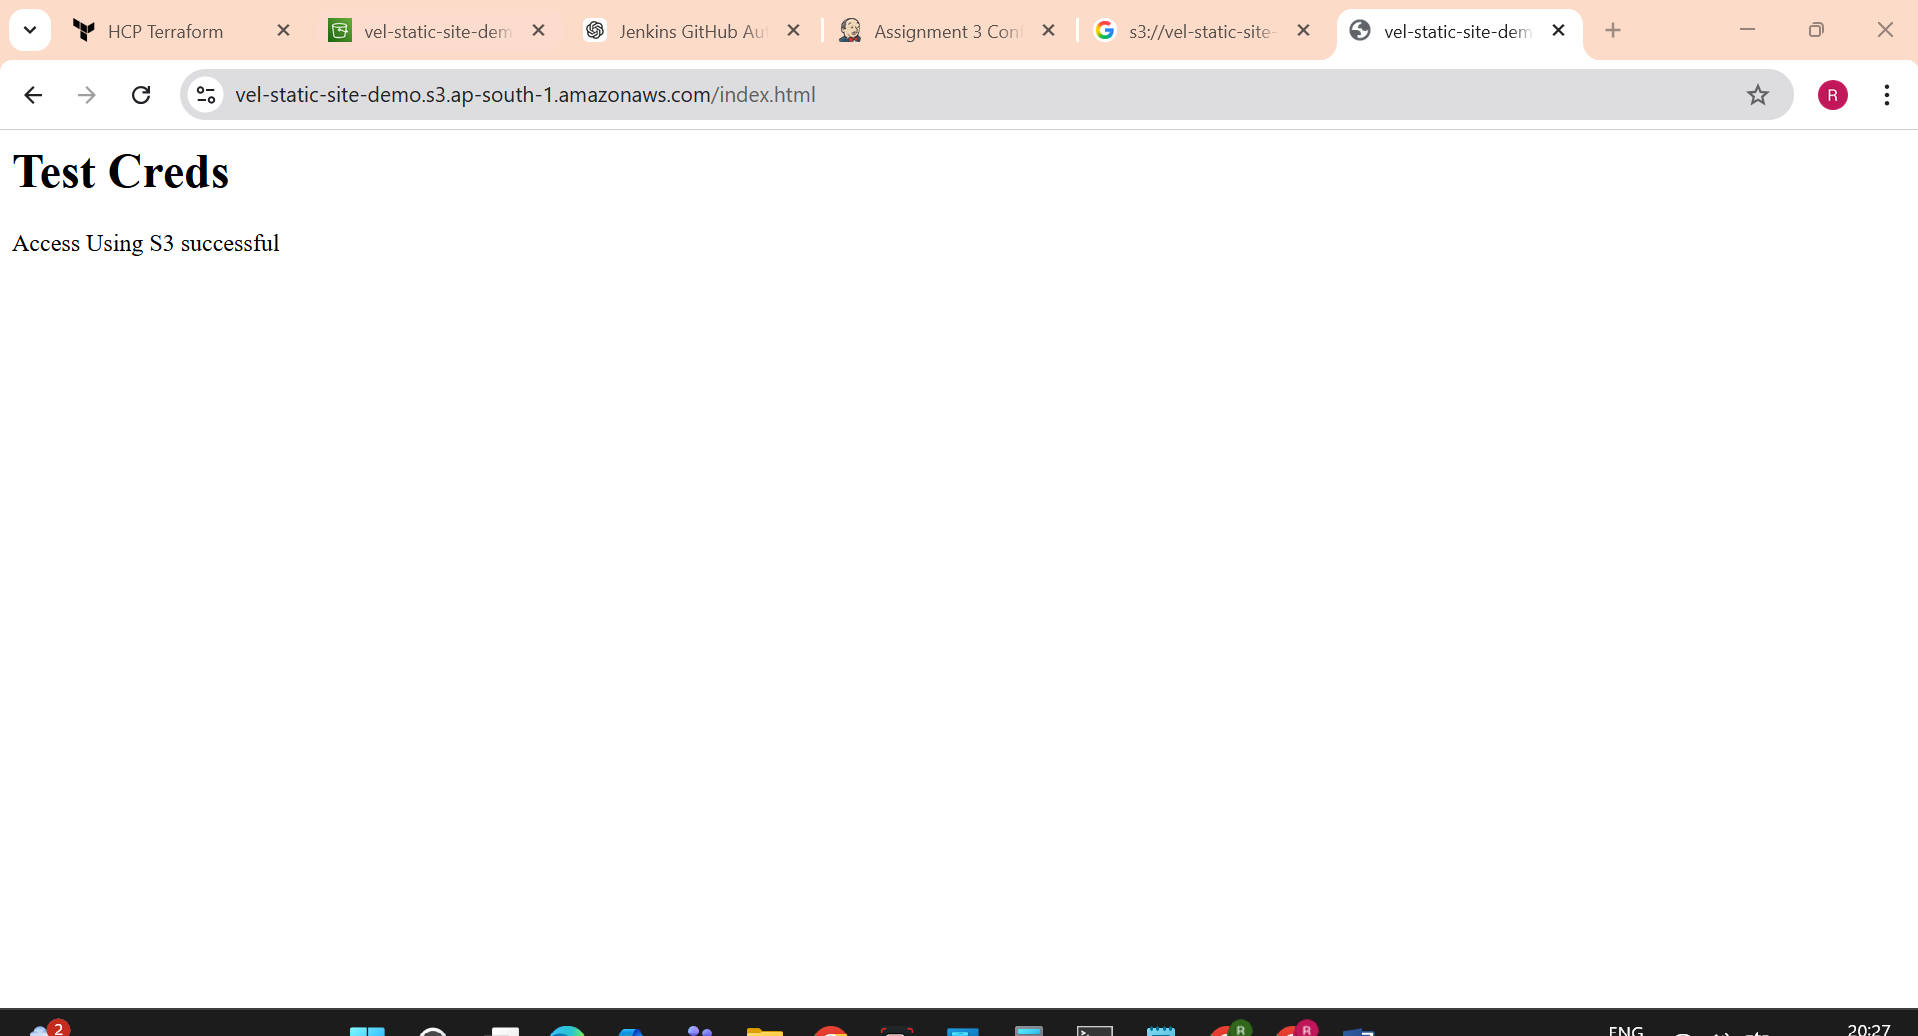 HCP Terraform
vel-static-site-dem
Jenkins GitHub Au
Assignment 3 Con
s3://vel-static-site-
vel-static-site-dem
vel-static-site-demo.s3.ap-south-1.amazonaws.com/index.html
R
Test Creds
Access Using S3 successful
2
R
R
ENG
20:27